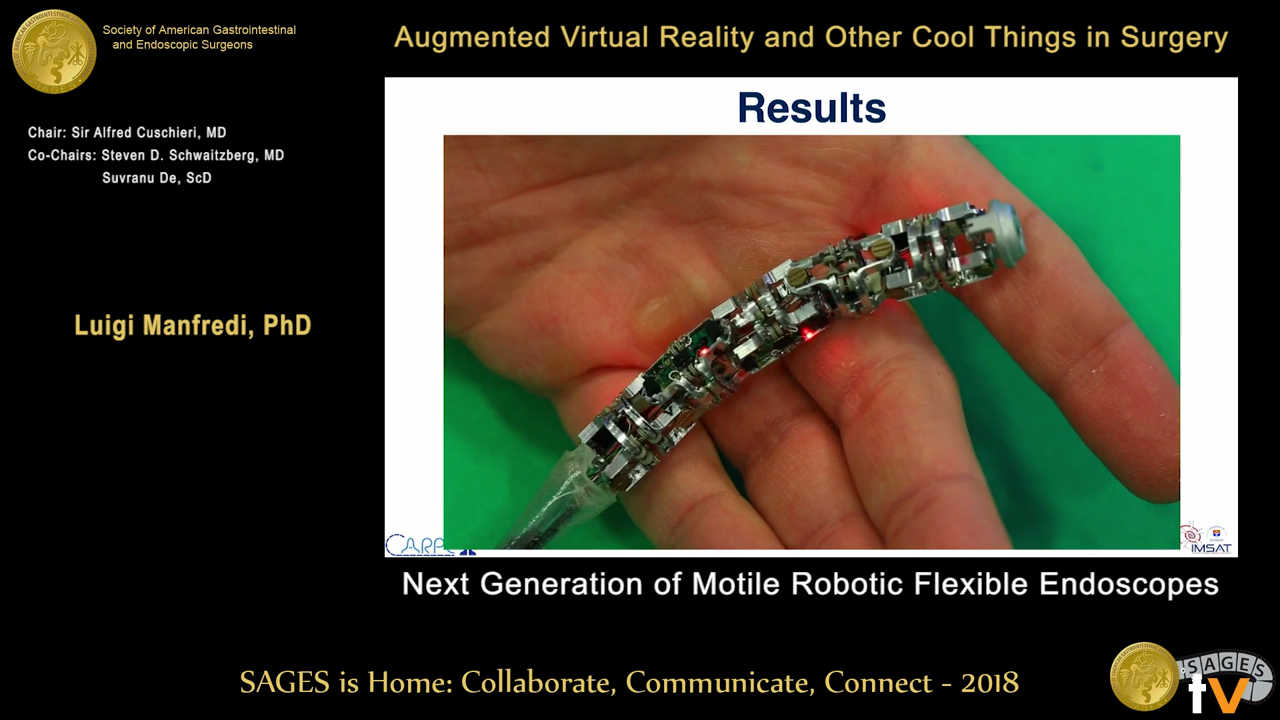 Society of American Gastrointestinal
and Endoscopic Surgeons
Augmented Virtual Reality and Other Cool Things in Surgery
Chair: Sir Alfred Cuschieri, MD
Co-Chairs: Steven D. Schwaitzberg, MD
Suvranu De, ScD
Luigi Manfredi, PhD
Results
IMSAT
Next Generation of Motile Robotic Flexible Endoscopes
SAGES is Home: Collaborate, Communicate, Connect - 2018
SAGES
tv